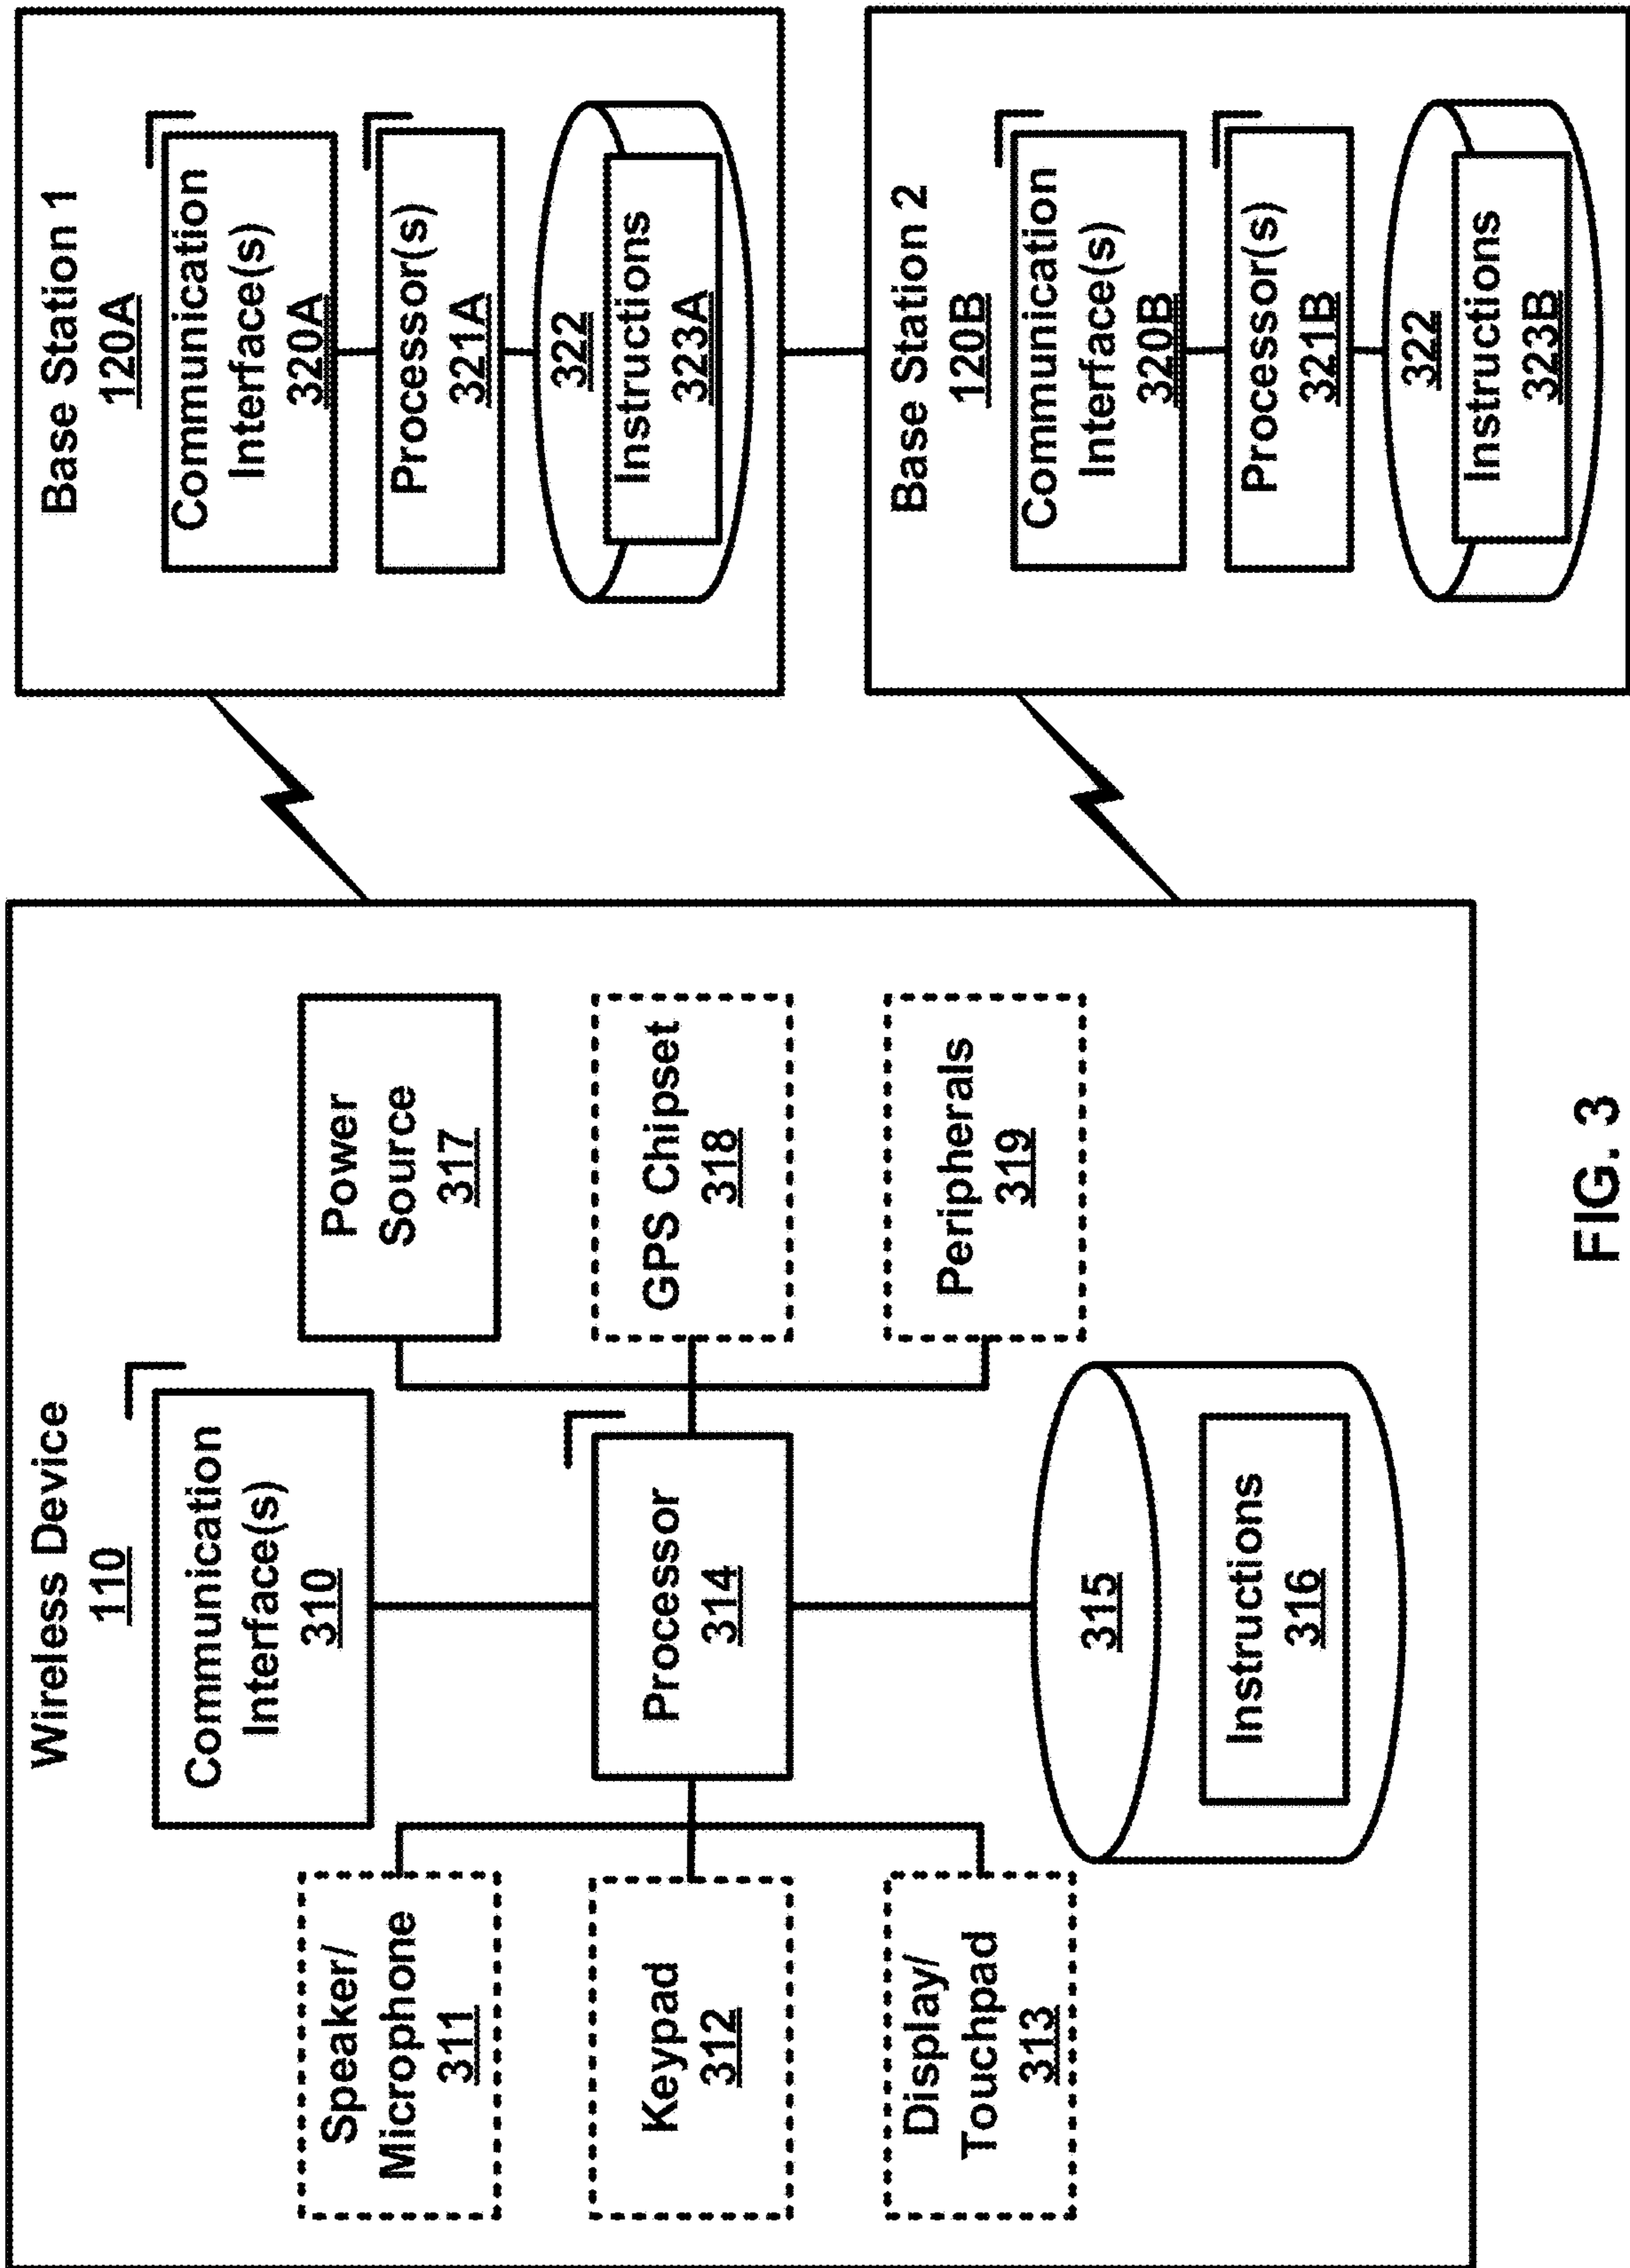 Wireless Device
110
Communication
Interface(s)
310
Speaker/
Microphone
311
Keypad
312
Display/
Touchpad
313
Processor
314
Power
Source
317
GPS Chipset
318
Peripherals
319
315
Instructions
316
Base Station 1
120A
Communication
Interface(s)
320A
Processor(s)
321A
322
Instructions
323A
Base Station 2
120B
Communication
Interface(s)
320B
Processor(s)
321B
322
Instructions
323B
FIG. 3